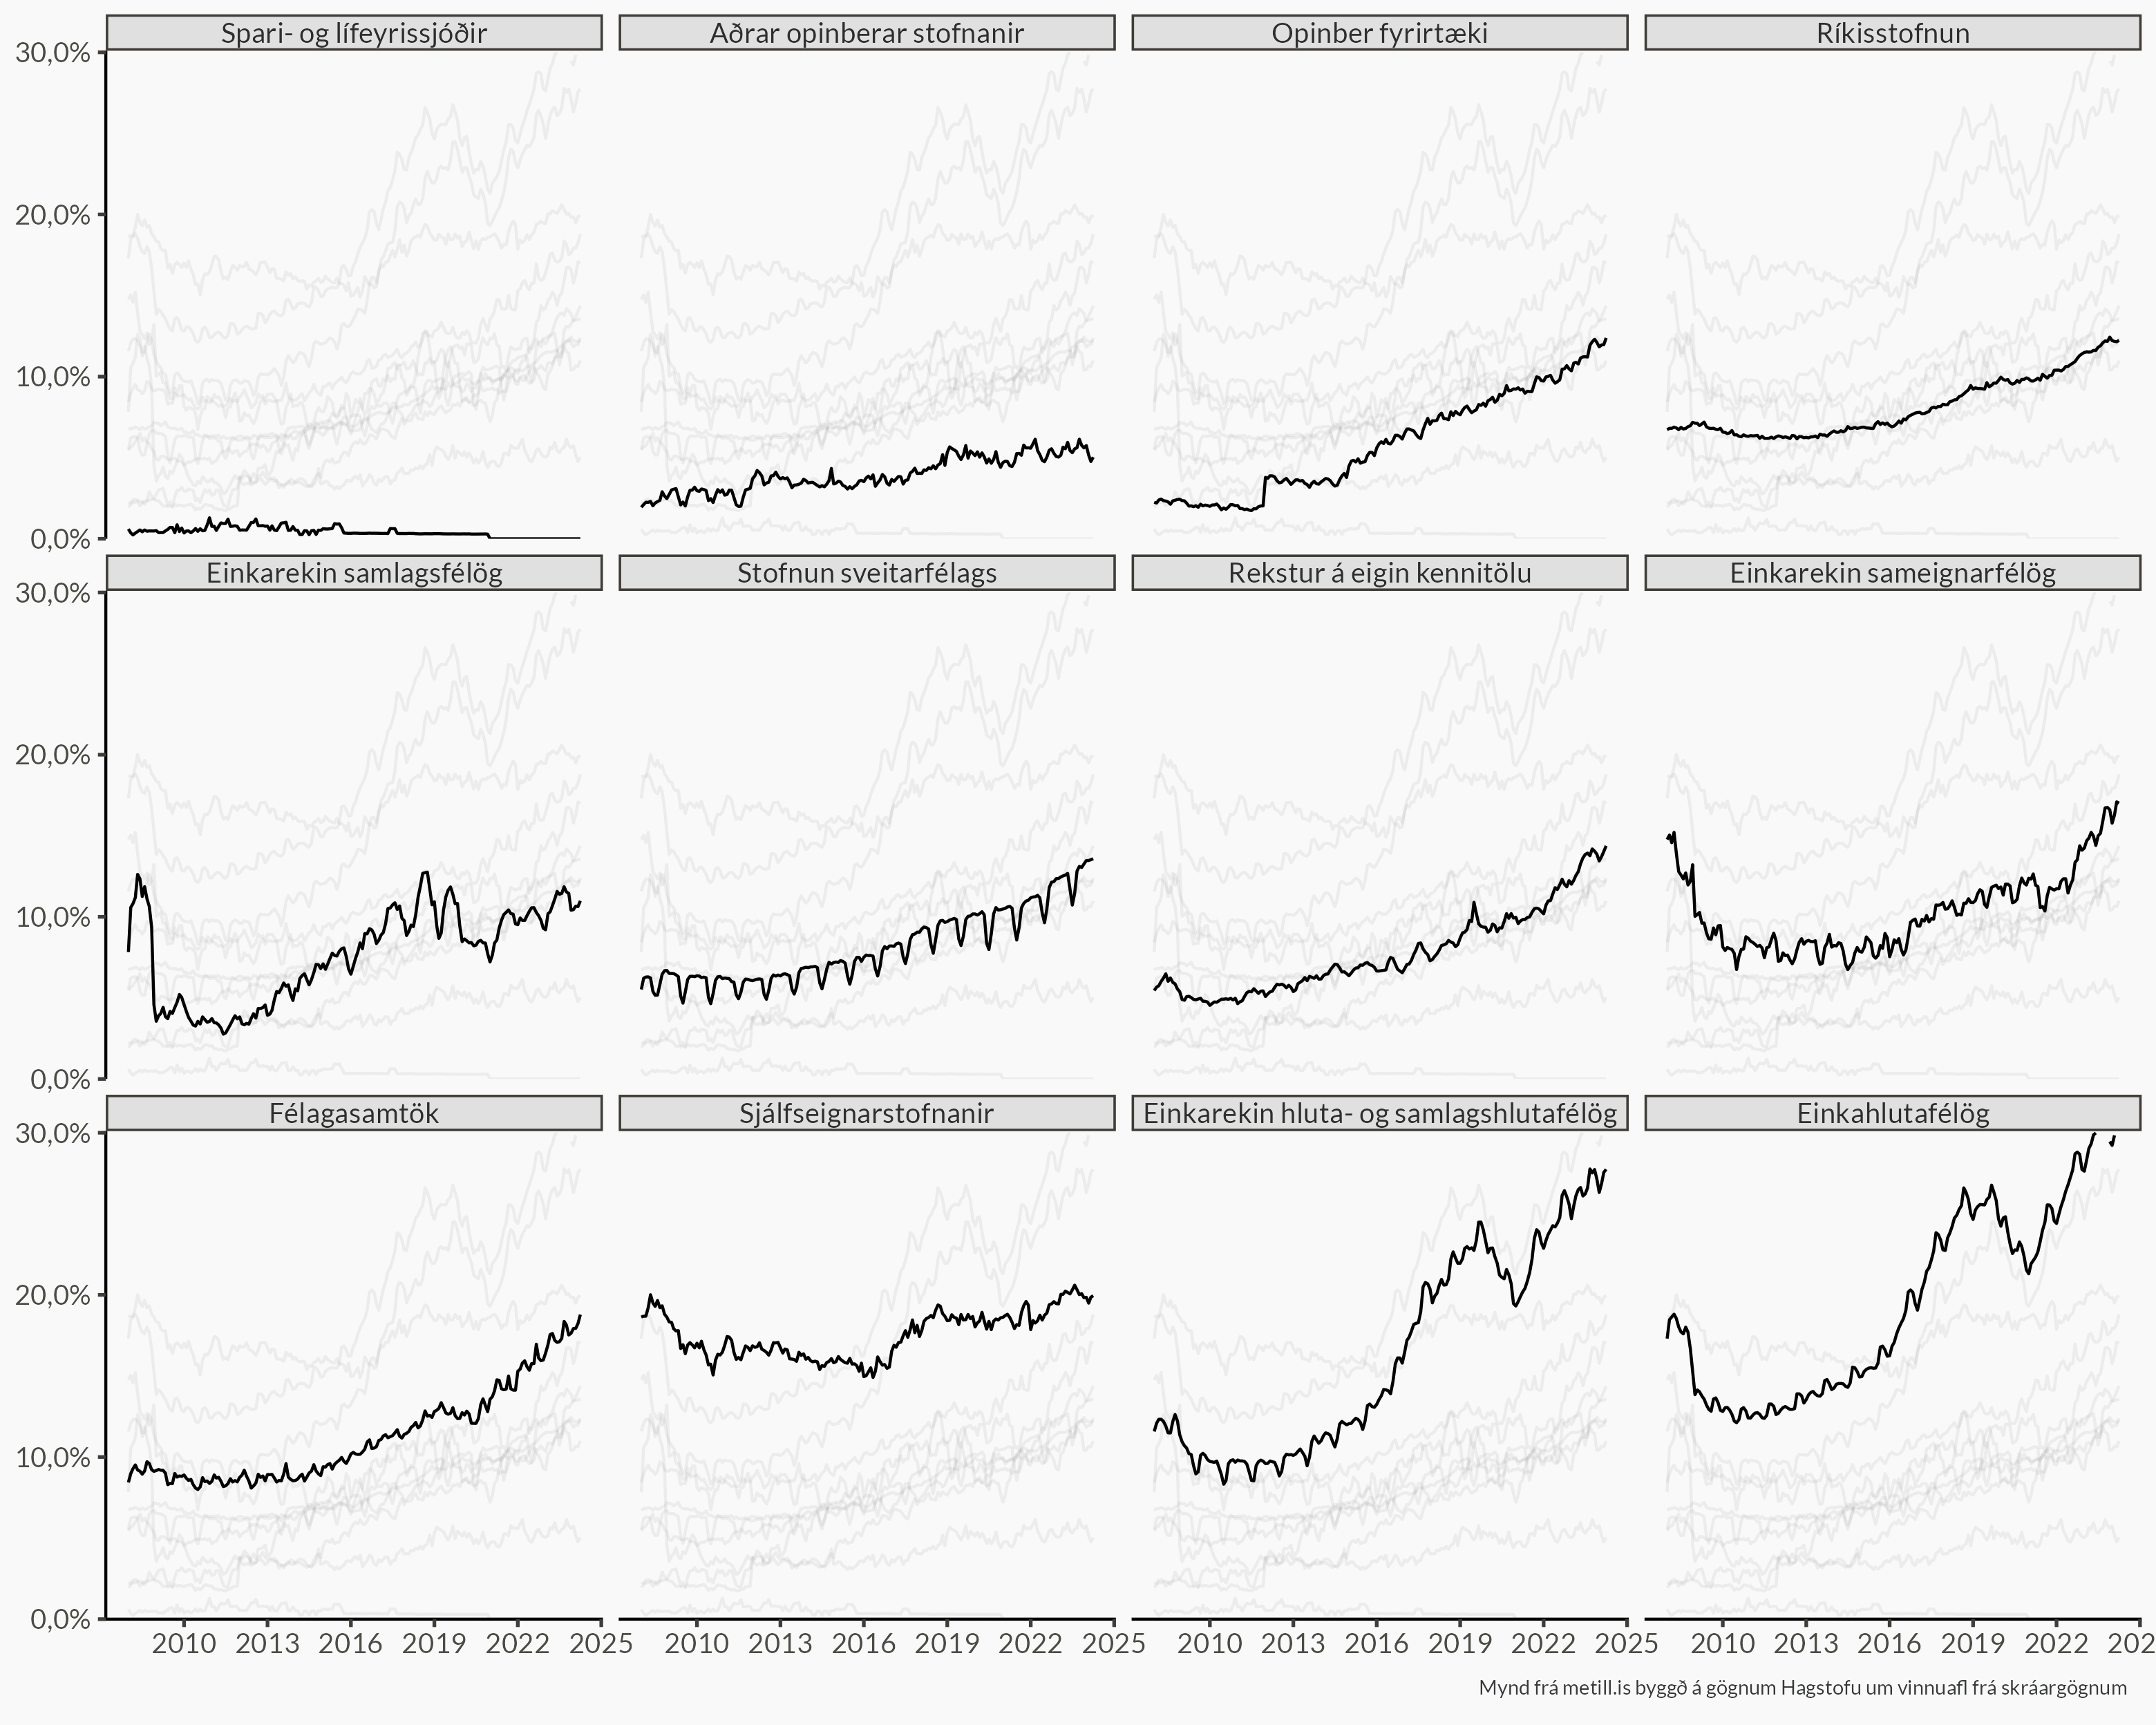 Spari- og lífeyrissjóðir
Aðrar opinberar stofnanir
Opinber fyrirtæki
Ríkisstofnun
30,0%
20,0%
10,0%
0,0%
Einkarekin samlagsfélög
Stofnun sveitarfélags
Rekstur á eigin kennitölu
Einkarekin sameignarfélög
30,0%
20,0%
10,0%
0,0%
Félagasamtök
Sjálfseignarstofnanir
Einkarekin hluta- og samlagshlutafélög
Einkahlutafélög
30,0%
20,0%
10,0%
0,0%
2010 2013 2016 2019 2022 2025
2010 2013 2016 2019 2022 2025
2010 2013 2016 2019 2022 2025
2010 2013 2016 2019 2022 202
Mynd frá metill.is byggð á gögnum Hagstofu um vinnuafl frá skráargögnum